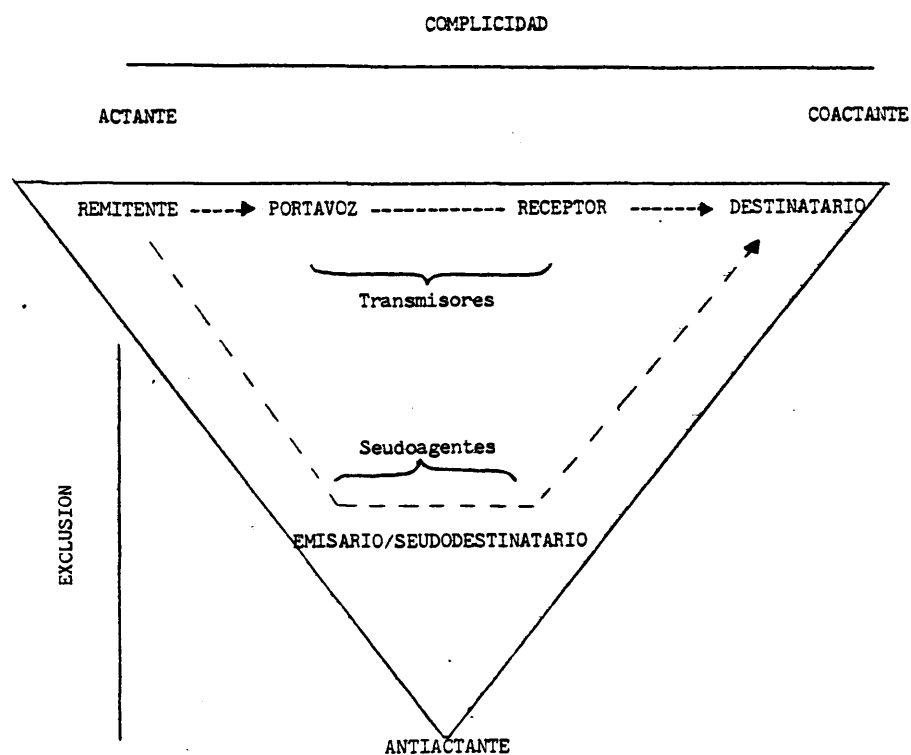 COMPLICIDAD
ACTANTE COACTANTE
REMITENTE PORTAVOZ RECEPTOR DESTINATARIO
Transmisores
Seudoagentes
EMISARIO/SEUDODESTINATARIO
EXCLUSION
ANTIACTANTE